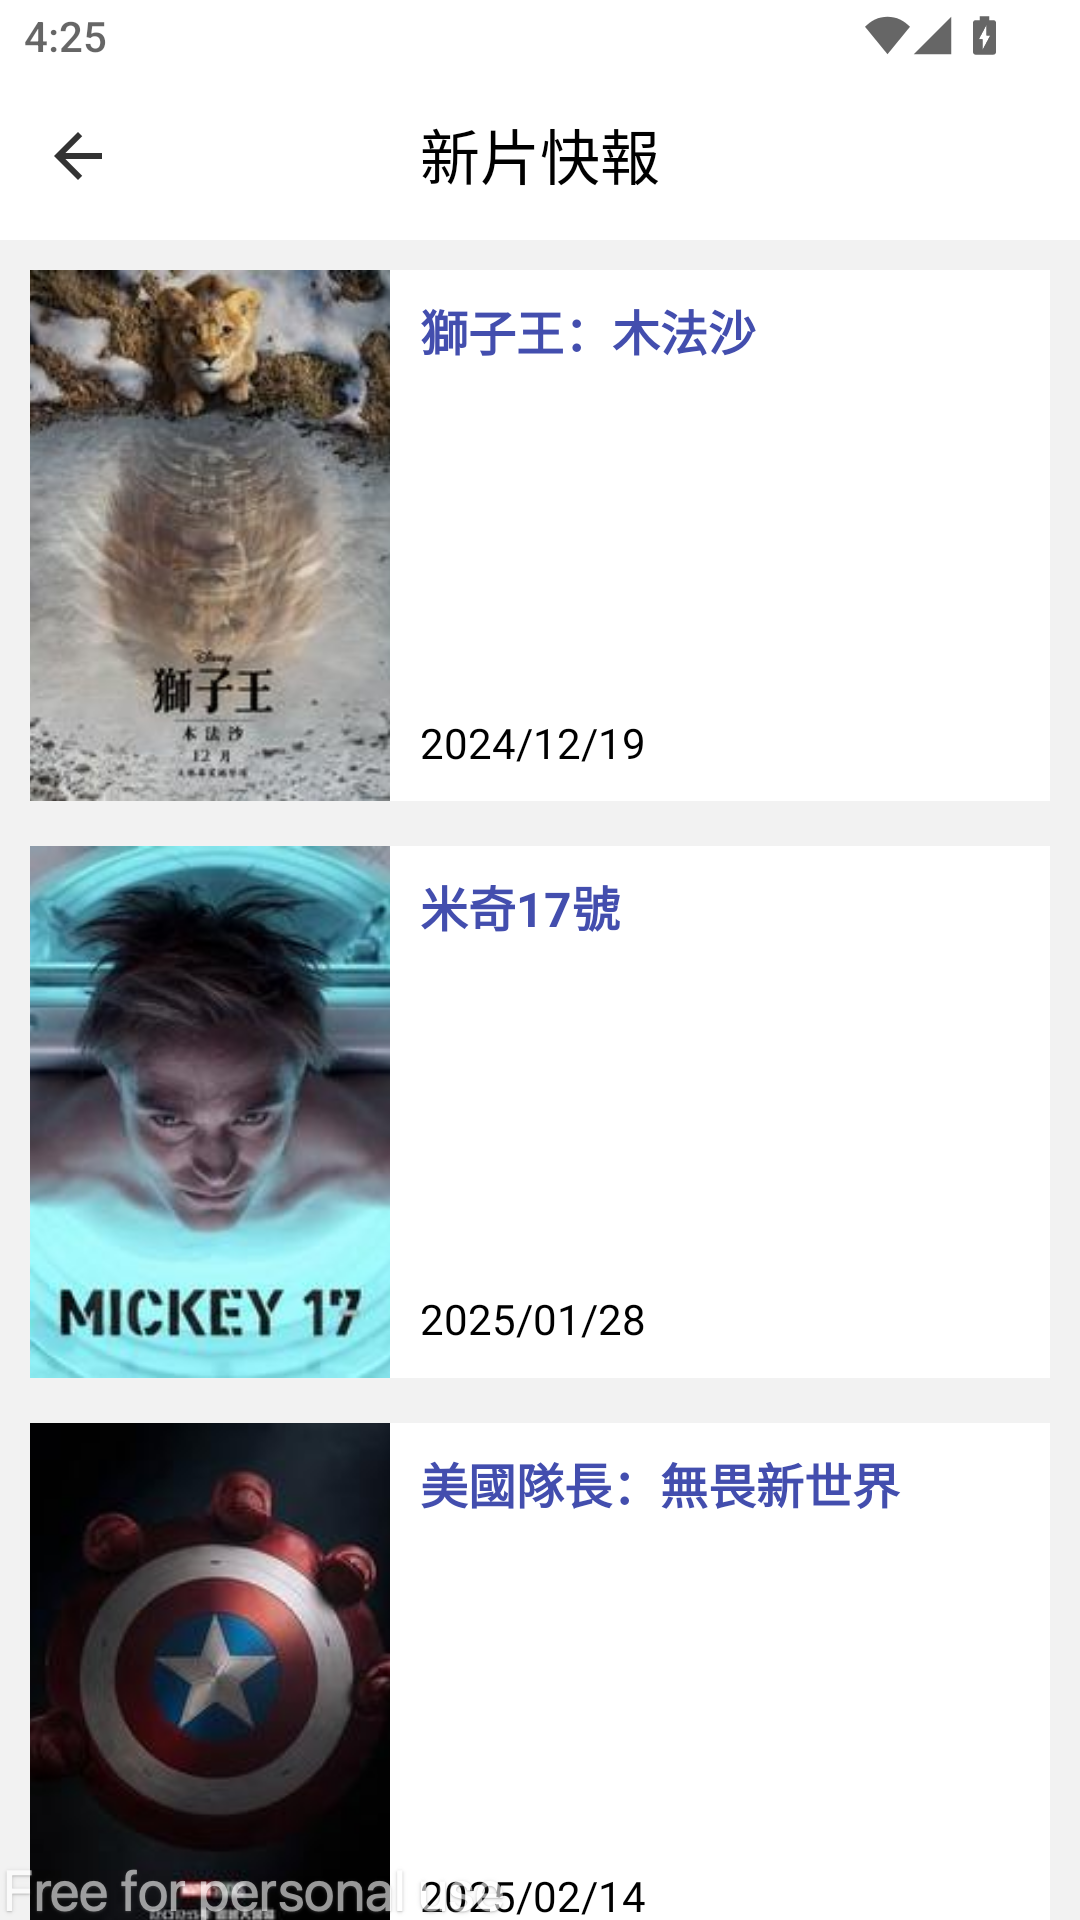 4:25
新片快報
獅子王：木法沙
Disney
獅子王
木法沙
12月
2024/12/19
米奇17號
MICKEY 17
2025/01/28
美國隊長：無畏新世界
2025/02/14
Free for personal use